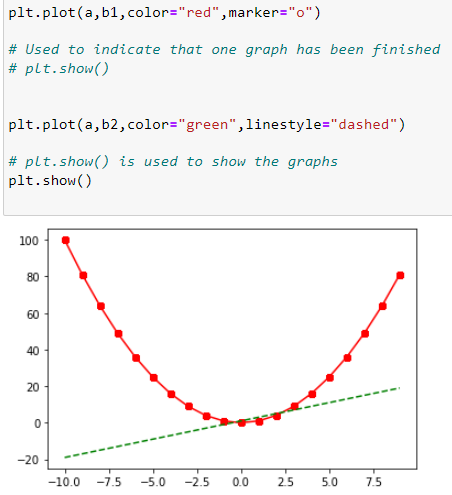 plt.plot(a,b1,color="red",marker="o")
# Used to indicate that one graph has been finished
# plt.show()
plt.plot(a,b2,color="green",linestyle="dashed")
# plt.show() is used to show the graphs
plt.show()
100
80
60
40
20
0
−20
−10.0 −7.5 −5.0 −2.5 0.0 2.5 5.0 7.5